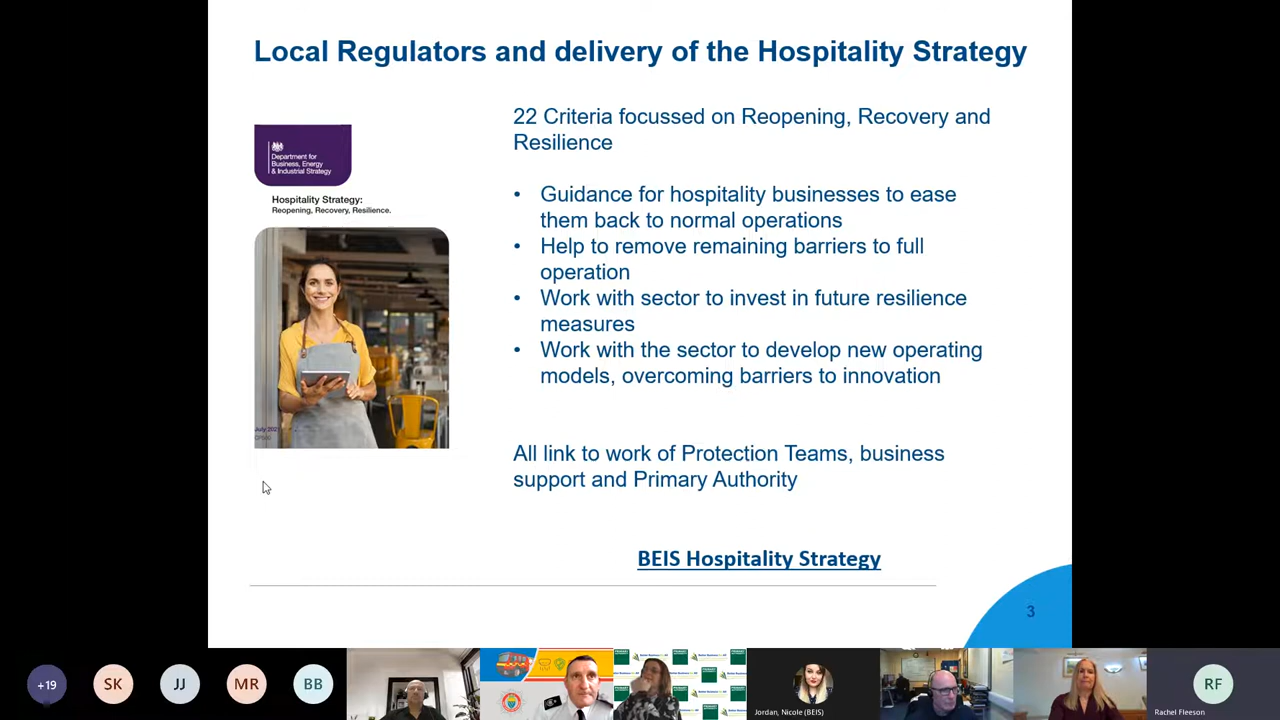 Local Regulators and delivery of the Hospitality Strategy
Department for
Business, Energy
& Industrial Strategy
Hospitality Strategy:
Reopening, Recovery, Resilience.
July 2021
22 Criteria focussed on Reopening, Recovery and
Resilience
• Guidance for hospitality businesses to ease
them back to normal operations
• Help to remove remaining barriers to full
operation
• Work with sector to invest in future resilience
measures
• Work with the sector to develop new operating
models, overcoming barriers to innovation
All link to work of Protection Teams, business
support and Primary Authority
BEIS Hospitality Strategy
3
+19
SK
JJ
MR
BB
Jordan, Nicole (BEIS)
RF
Rachel Fleeson